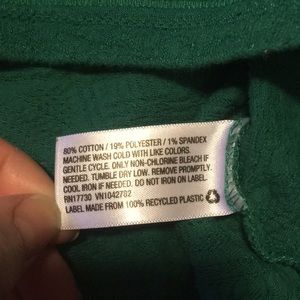 80% COTTON / 19% POLYESTER / 1% SPANDEX
MACHINE WASH COLD WITH LIKE COLORS.
GENTLE CYCLE. ONLY NON-CHLORINE BLEACH IF
NEEDED. TUMBLE DRY LOW. REMOVE PROMPTLY.
COOL IRON IF NEEDED. DO NOT IRON ON LABEL.
RN17730 VN1042782
LABEL MADE FROM 100% RECYCLED PLASTIC